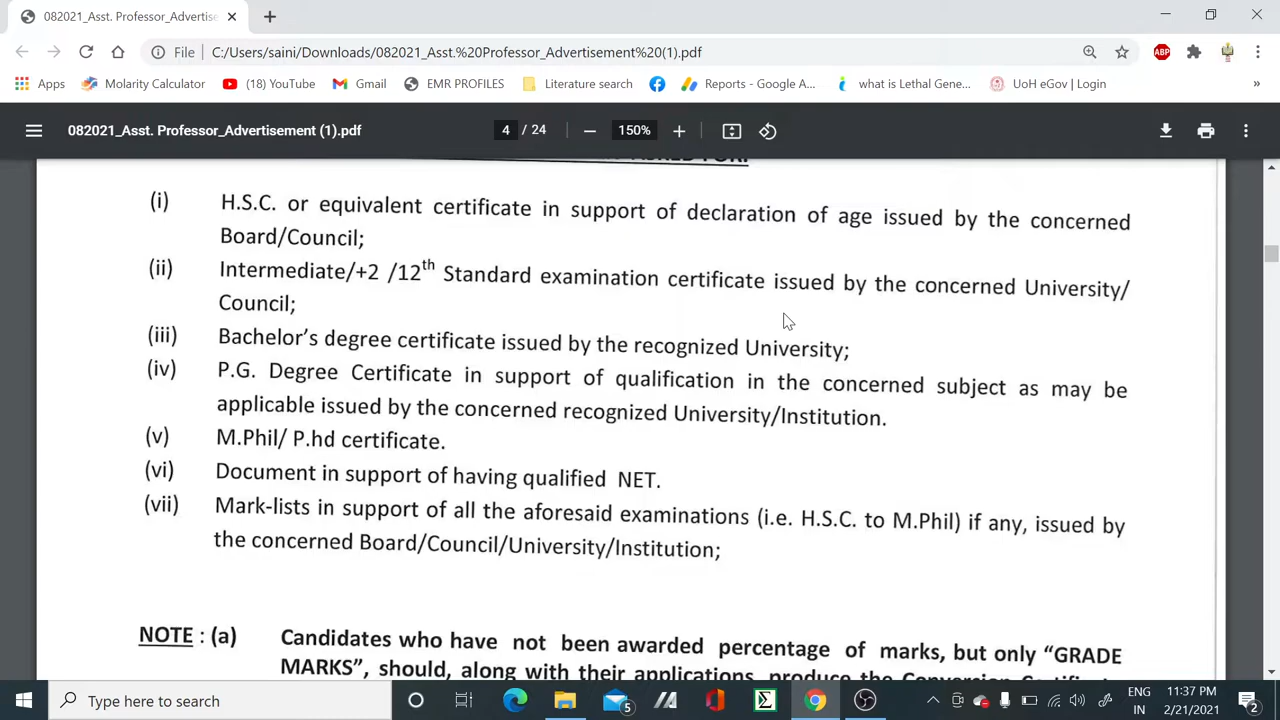 082021_Asst. Professor_Advertise
File C:/Users/saini/Downloads/082021_Asst.%20Professor_Advertisement%20(1).pdf
ABP
Apps Molarity Calculator (18) YouTube Gmail EMR PROFILES Literature search Reports - Google A... what is Lethal Gene... UoH eGov | Login »
082021_Asst. Professor_Advertisement (1).pdf 4 / 24 150%
(i) H.S.C. or equivalent certificate in support of declaration of age issued by the concerned
Board/Council;
(ii) Intermediate/+2 /12th Standard examination certificate issued by the concerned University/
Council;
(iii) Bachelor's degree certificate issued by the recognized University;
(iv) P.G. Degree Certificate in support of qualification in the concerned subject as may be
applicable issued by the concerned recognized University/Institution.
(v) M.Phil/ P.hd certificate.
(vi) Document in support of having qualified NET.
(vii) Mark-lists in support of all the aforesaid examinations (i.e. H.S.C. to M.Phil) if any, issued by
the concerned Board/Council/University/Institution;
NOTE : (a) Candidates who have not been awarded percentage of marks, but only “GRADE
MARKS”, should, along with their applications, produce the Conversion Certificate
Type here to search 5 ENG 11:37 PM
IN 2/21/2021 2